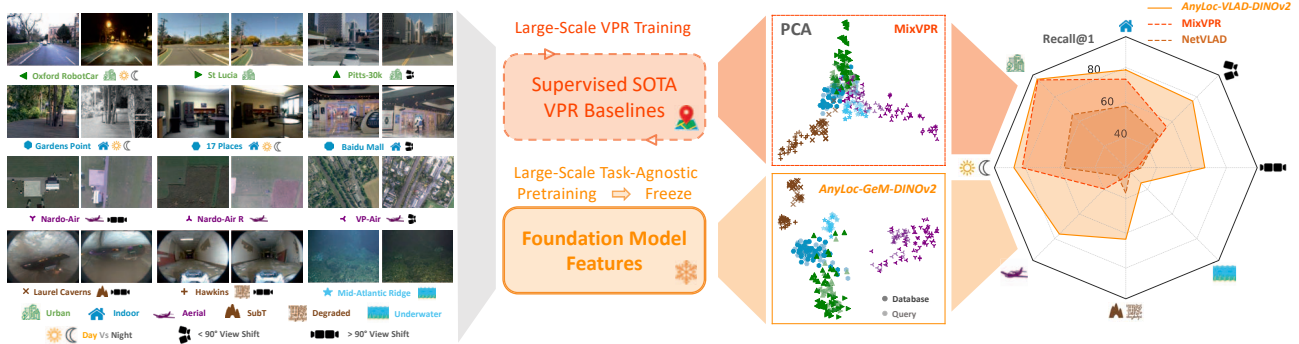 Oxford RobotCar
St Lucia
Pitts-30k
Gardens Point
17 Places
Baidu Mall
Nardo-Air
Nardo-Air R
VP-Air
Laurel Caverns
Hawkins
Mid-Atlantic Ridge
Urban
Indoor
Aerial
SubT
Degraded
Underwater
Day Vs Night
< 90° View Shift
> 90° View Shift
Large-Scale VPR Training
Supervised SOTA
VPR Baselines
Large-Scale Task-Agnostic
Pretraining
Freeze
Foundation Model
Features
PCA
MixVPR
AnyLoc-GeM-DINOv2
Database
Query
AnyLoc-VLAD-DINOv2
MixVPR
NetVLAD
Recall@1
80
60
40